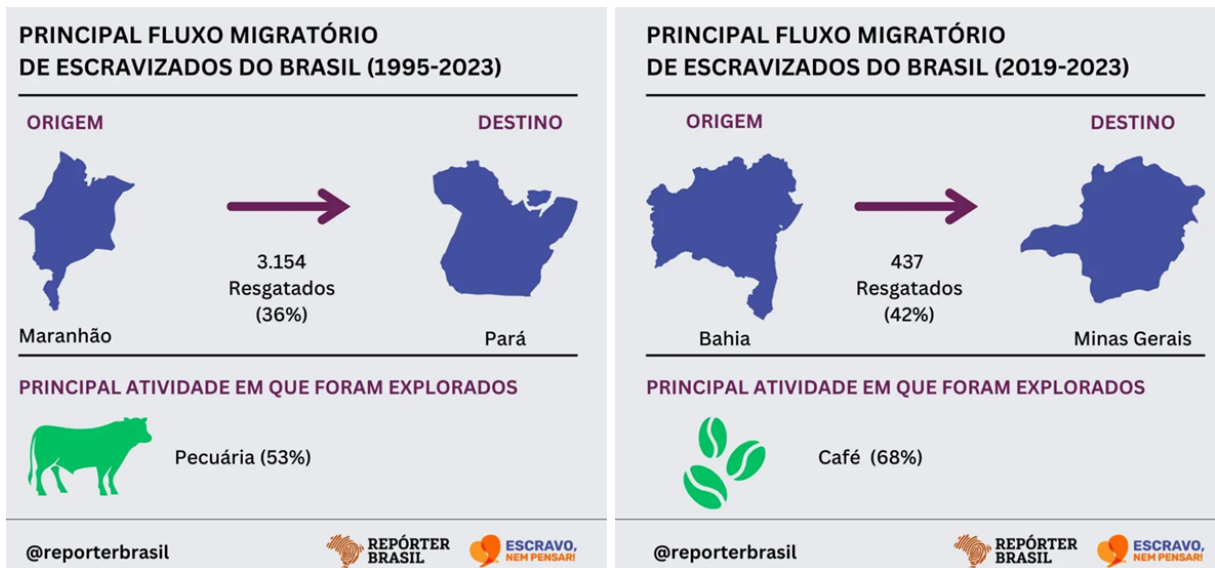 PRINCIPAL FLUXO MIGRATÓRIO
DE ESCRAVIZADOS DO BRASIL (1995-2023)
ORIGEM
DESTINO
3.154
Resgatados
(36%)
Maranhão
Pará
PRINCIPAL ATIVIDADE EM QUE FORAM EXPLORADOS
Pecuária (53%)
@reporterbrasil
REPÓRTER
BRASIL
ESCRAVO,
NEM PENSAR!
PRINCIPAL FLUXO MIGRATÓRIO
DE ESCRAVIZADOS DO BRASIL (2019-2023)
ORIGEM
DESTINO
437
Resgatados
(42%)
Bahia
Minas Gerais
PRINCIPAL ATIVIDADE EM QUE FORAM EXPLORADOS
Café (68%)
@reporterbrasil
REPÓRTER
BRASIL
ESCRAVO,
NEM PENSAR!